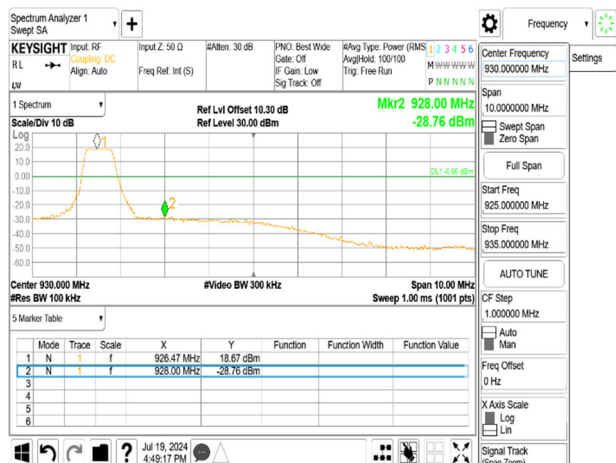 Spectrum Analyzer 1
Swept SA
+
Frequency
KEYSIGHT
RL
Input: RF
Coupling: DC
Align: Auto
Input Z: 50 Ω
Freq Ref: Int (S)
#Atten: 30 dB
PNO: Best Wide
Gate: Off
IF Gain: Low
Sig Track: Off
#Avg Type: Power (RMS
Avg|Hold: 100/100
Trig: Free Run
1 2 3 4 5 6
M W W W W W
P N N N N N
1 Spectrum
Scale/Div 10 dB
Ref Lvl Offset 10.30 dB
Ref Level 30.00 dBm
Mkr2 928.00 MHz
-28.76 dBm
Log
20.0
10.0
0.00
-10.0
-20.0
-30.0
-40.0
-50.0
-60.0
1
2
DL1 -0.66 dBm
Center 930.000 MHz
#Res BW 100 kHz
#Video BW 300 kHz
Span 10.00 MHz
Sweep 1.00 ms (1001 pts)
5 Marker Table
Mode Trace Scale X Y Function Function Width Function Value
1 N 1 f 926.47 MHz 18.67 dBm
2 N 1 f 928.00 MHz -28.76 dBm
3
4
5
6
Jul 19, 2024
4:49:17 PM
?
Center Frequency
930.000000 MHz
Settings
Span
10.0000000 MHz
Swept Span
Zero Span
Full Span
Start Freq
925.000000 MHz
Stop Freq
935.000000 MHz
AUTO TUNE
CF Step
1.000000 MHz
Auto
Man
Freq Offset
0 Hz
X Axis Scale
Log
Lin
Signal Track
(Span Zoom)